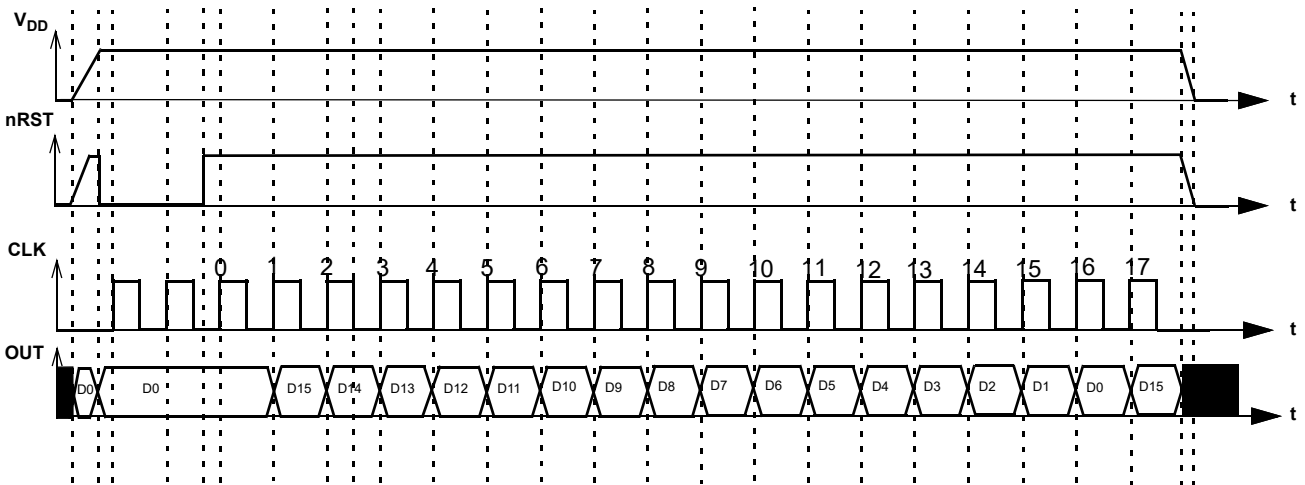 VDD
t
nRST
t
CLK
0 1 2 3 4 5 6 7 8 9 10 11 12 13 14 15 16 17
t
OUT
D0 D0 D15 D14 D13 D12 D11 D10 D9 D8 D7 D6 D5 D4 D3 D2 D1 D0 D15
t